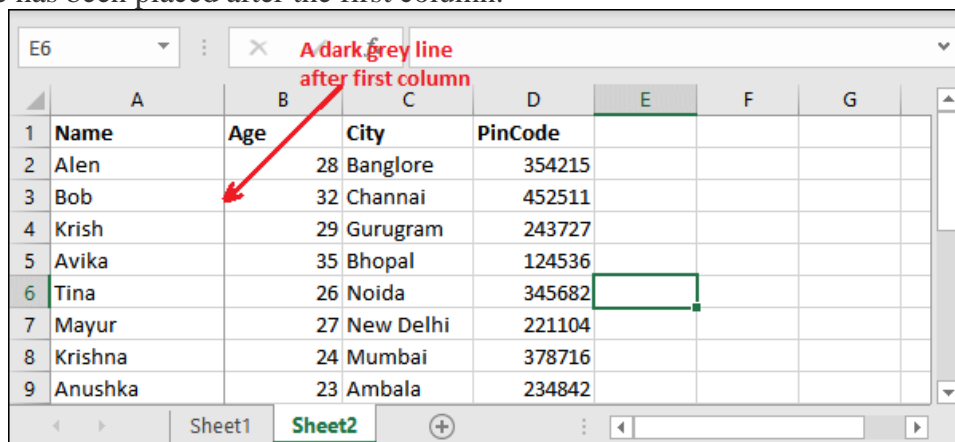 has been placed after the first column.
E6 fx
A dark grey line
after first column
A B C D E F G
1 Name Age City PinCode
2 Alen 28 Banglore 354215
3 Bob 32 Channai 452511
4 Krish 29 Gurugram 243727
5 Avika 35 Bhopal 124536
6 Tina 26 Noida 345682
7 Mayur 27 New Delhi 221104
8 Krishna 24 Mumbai 378716
9 Anushka 23 Ambala 234842
Sheet1 Sheet2